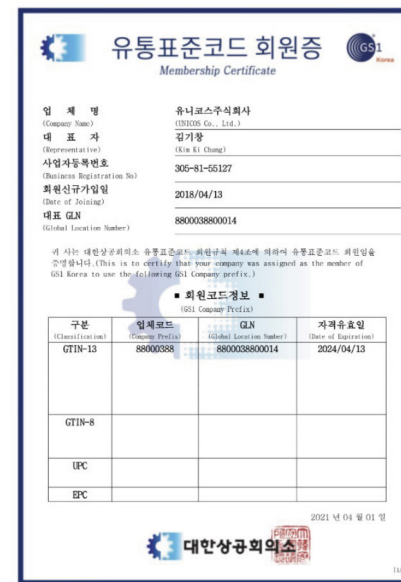 유통표준코드 회원증
Membership Certificate
GS1
Korea
업 체 명
(Company Name)
유니코스주식회사
(UNICOS Co., Ltd.)
대 표 자
(Representative)
김기창
(Kim Ki Chang)
사업자등록번호
(Business Registration No)
305-81-55127
회원신규가입일
(Date of Joining)
2018/04/13
대표 GLN
(Global Location Number)
8800038800014
귀 사는 대한상공회의소 유통표준코드 회원규칙 제4조에 의하여 유통표준코드 회원임을
증명합니다.(This is to certify that your company was assigned as the member of
GS1 Korea to use the following GS1 Company prefix.)
■ 회원코드정보 ■
(GS1 Company Prefix)
구분 업체코드 GLN 자격유효일
(Classification) (Company Prefix) (Global Location Number) (Date of Expiration)
GTIN-13 88000388 8800038800014 2024/04/13
GTIN-8
UPC
EPC
2021 년 04 월 01 일
대한상공회의소